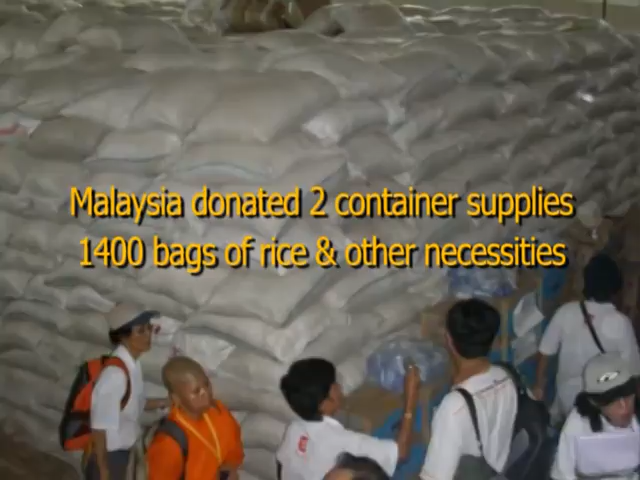 Malaysia donated 2 container supplies
1400 bags of rice & other necessities